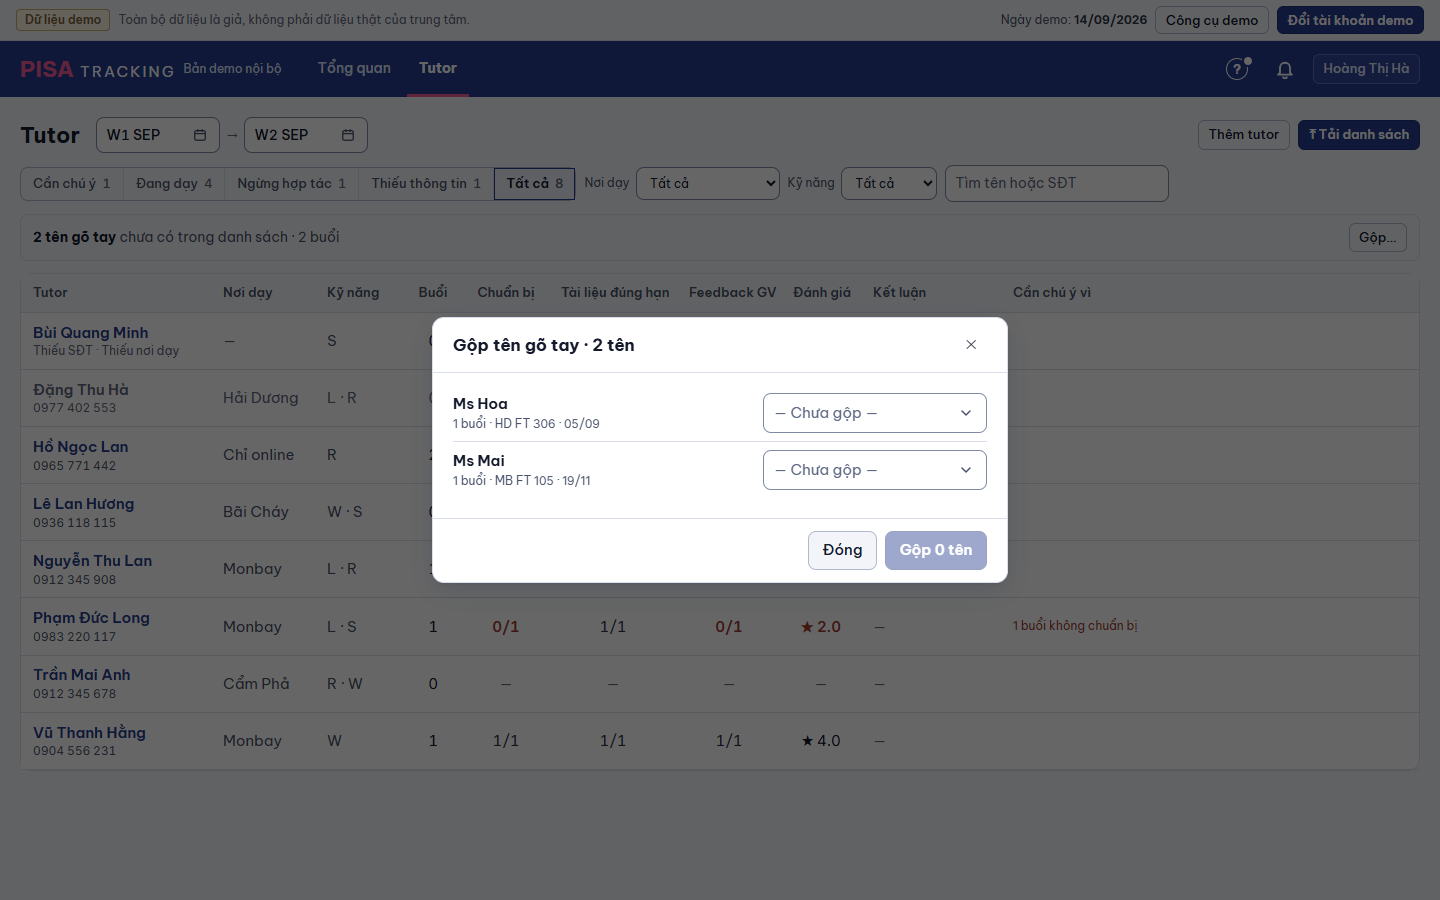 Dữ liệu demo Toàn bộ dữ liệu là giả, không phải dữ liệu thật của trung tâm. Ngày demo: 14/09/2026 Công cụ demo Đổi tài khoản demo
PISA TRACKING Bản demo nội bộ Tổng quan Tutor ? Hoàng Thị Hà
Tutor W1 SEP → W2 SEP Thêm tutor Tải danh sách
Cần chú ý 1 Đang dạy 4 Ngừng hợp tác 1 Thiếu thông tin 1 Tất cả 8 Nơi dạy Tất cả Kỹ năng Tất cả Tìm tên hoặc SĐT
2 tên gõ tay chưa có trong danh sách · 2 buổi Gộp...
Tutor Nơi dạy Kỹ năng Buổi Chuẩn bị Tài liệu đúng hạn Feedback GV Đánh giá Kết luận Cần chú ý vì
Bùi Quang Minh — S
Thiếu SĐT · Thiếu nơi dạy
Đặng Thu Hà Hải Dương L · R
0977 402 553
Hồ Ngọc Lan Chỉ online R
0965 771 442
Lê Lan Hương Bãi Cháy W · S
0936 118 115
Nguyễn Thu Lan Monbay L · R
0912 345 908
Phạm Đức Long Monbay L · S 1 0/1 1/1 0/1 ★ 2.0 — 1 buổi không chuẩn bị
0983 220 117
Trần Mai Anh Cẩm Phả R · W 0 — — — — —
0912 345 678
Vũ Thanh Hằng Monbay W 1 1/1 1/1 1/1 ★ 4.0 —
0904 556 231
Gộp tên gõ tay · 2 tên
Ms Hoa — Chưa gộp —
1 buổi · HD FT 306 · 05/09
Ms Mai — Chưa gộp —
1 buổi · MB FT 105 · 19/11
Đóng Gộp 0 tên